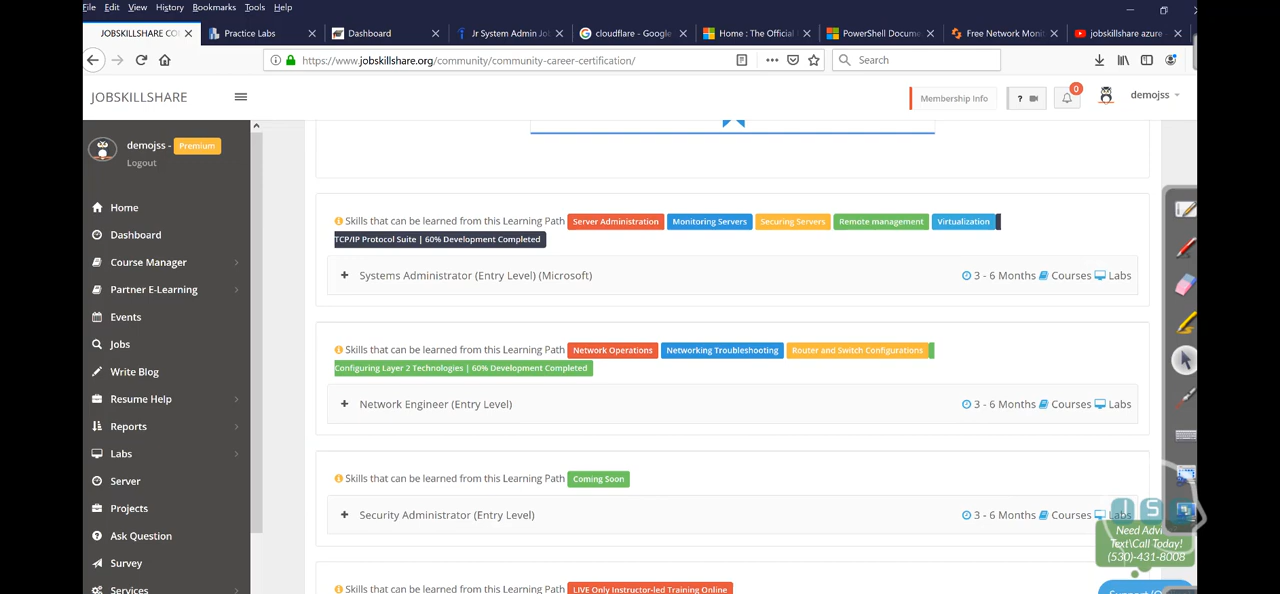 File Edit View History Bookmarks Tools Help
JOBSKILLSHARE CO Practice Labs Dashboard Jr System Admin Jo cloudflare - Google Home : The Official PowerShell Docume Free Network Moni jobskillshare azure
https://www.jobskillshare.org/community/community-career-certification/ Search
JOBSKILLSHARE Membership Info ? 0 demojss
demojss - Premium
Logout
Home
Dashboard
Course Manager
Partner E-Learning
Events
Jobs
Write Blog
Resume Help
Reports
Labs
Server
Projects
Ask Question
Survey
Services
Skills that can be learned from this Learning Path Server Administration Monitoring Servers Securing Servers Remote management Virtualization
TCP/IP Protocol Suite | 60% Development Completed
+ Systems Administrator (Entry Level) (Microsoft) 3 - 6 Months Courses Labs
Skills that can be learned from this Learning Path Network Operations Networking Troubleshooting Router and Switch Configurations
Configuring Layer 2 Technologies | 60% Development Completed
+ Network Engineer (Entry Level) 3 - 6 Months Courses Labs
Skills that can be learned from this Learning Path Coming Soon
+ Security Administrator (Entry Level) 3 - 6 Months Courses Labs
Skills that can be learned from this Learning Path LIVE Only Instructor-led Training Online
J S
Need Advi
Text\Call Today!
(530)-431-8008